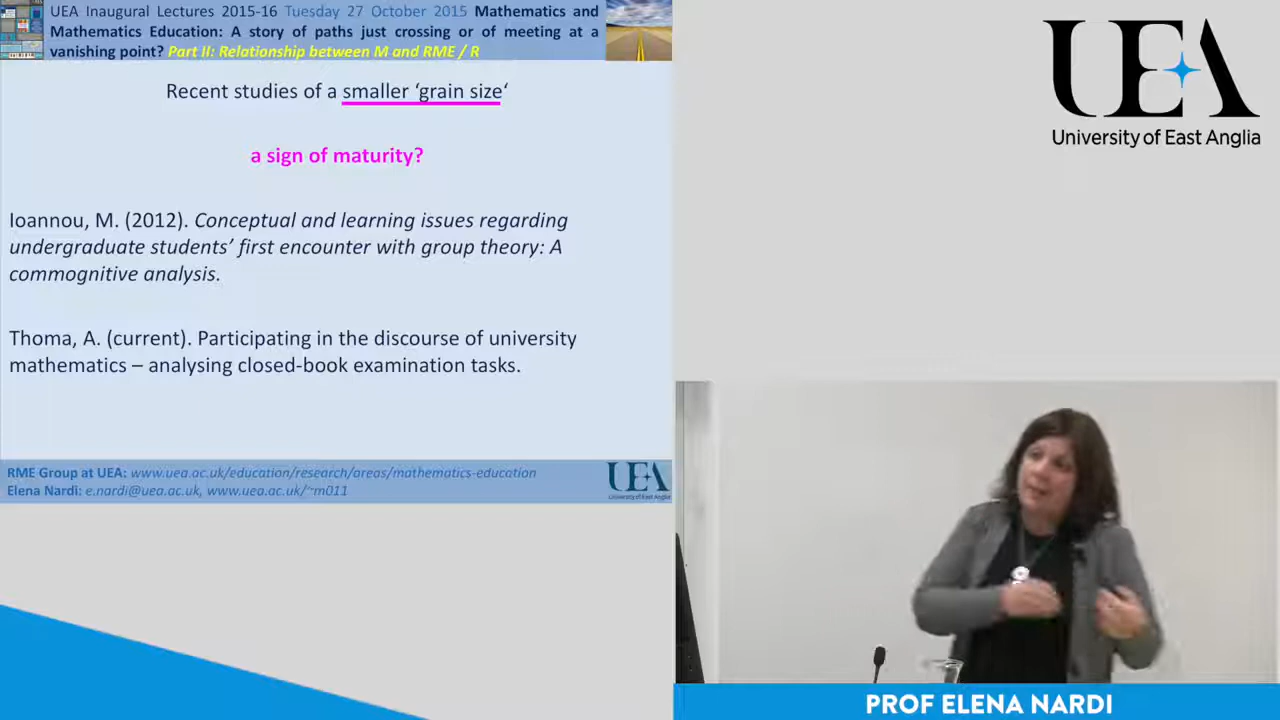 UEA Inaugural Lectures 2015-16 Tuesday 27 October 2015 Mathematics and
Mathematics Education: A story of paths just crossing or of meeting at a
vanishing point? Part II: Relationship between M and RME / R
Recent studies of a smaller ‘grain size‘
a sign of maturity?
Ioannou, M. (2012). Conceptual and learning issues regarding
undergraduate students’ first encounter with group theory: A
commognitive analysis.
Thoma, A. (current). Participating in the discourse of university
mathematics – analysing closed-book examination tasks.
RME Group at UEA: www.uea.ac.uk/education/research/areas/mathematics-education
Elena Nardi: e.nardi@uea.ac.uk, www.uea.ac.uk/~m011
UEA
University of East Anglia
UEA
University of East Anglia
PROF ELENA NARDI